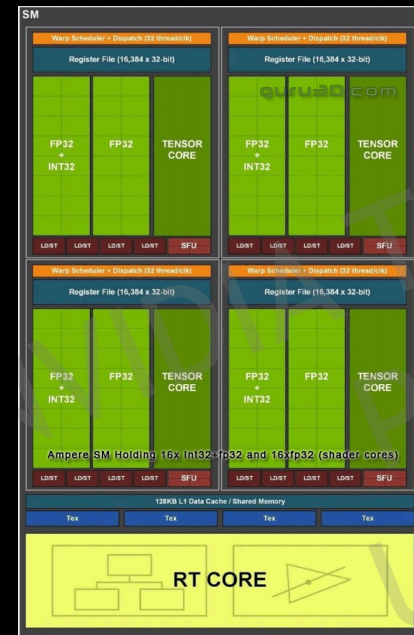 SM
Warp Scheduler + Dispatch (32 thread/clk)
Register File (16,384 x 32-bit)
FP32
+
INT32
FP32
TENSOR
CORE
LD/ST LD/ST LD/ST LD/ST SFU
Warp Scheduler + Dispatch (32 thread/clk)
Register File (16,384 x 32-bit)
guru3D.com
FP32
+
INT32
FP32
TENSOR
CORE
LD/ST LD/ST LD/ST LD/ST SFU
Warp Scheduler + Dispatch (32 thread/clk)
Register File (16,384 x 32-bit)
FP32
+
INT32
FP32
TENSOR
CORE
LD/ST LD/ST LD/ST LD/ST SFU
Warp Scheduler + Dispatch (32 thread/clk)
Register File (16,384 x 32-bit)
FP32
+
INT32
FP32
TENSOR
CORE
Ampere SM Holding 16x Int32+fp32 and 16xfp32 (shader cores)
LD/ST LD/ST LD/ST LD/ST SFU
128KB L1 Data Cache / Shared Memory
Tex Tex Tex Tex
RT CORE
NVIDIA